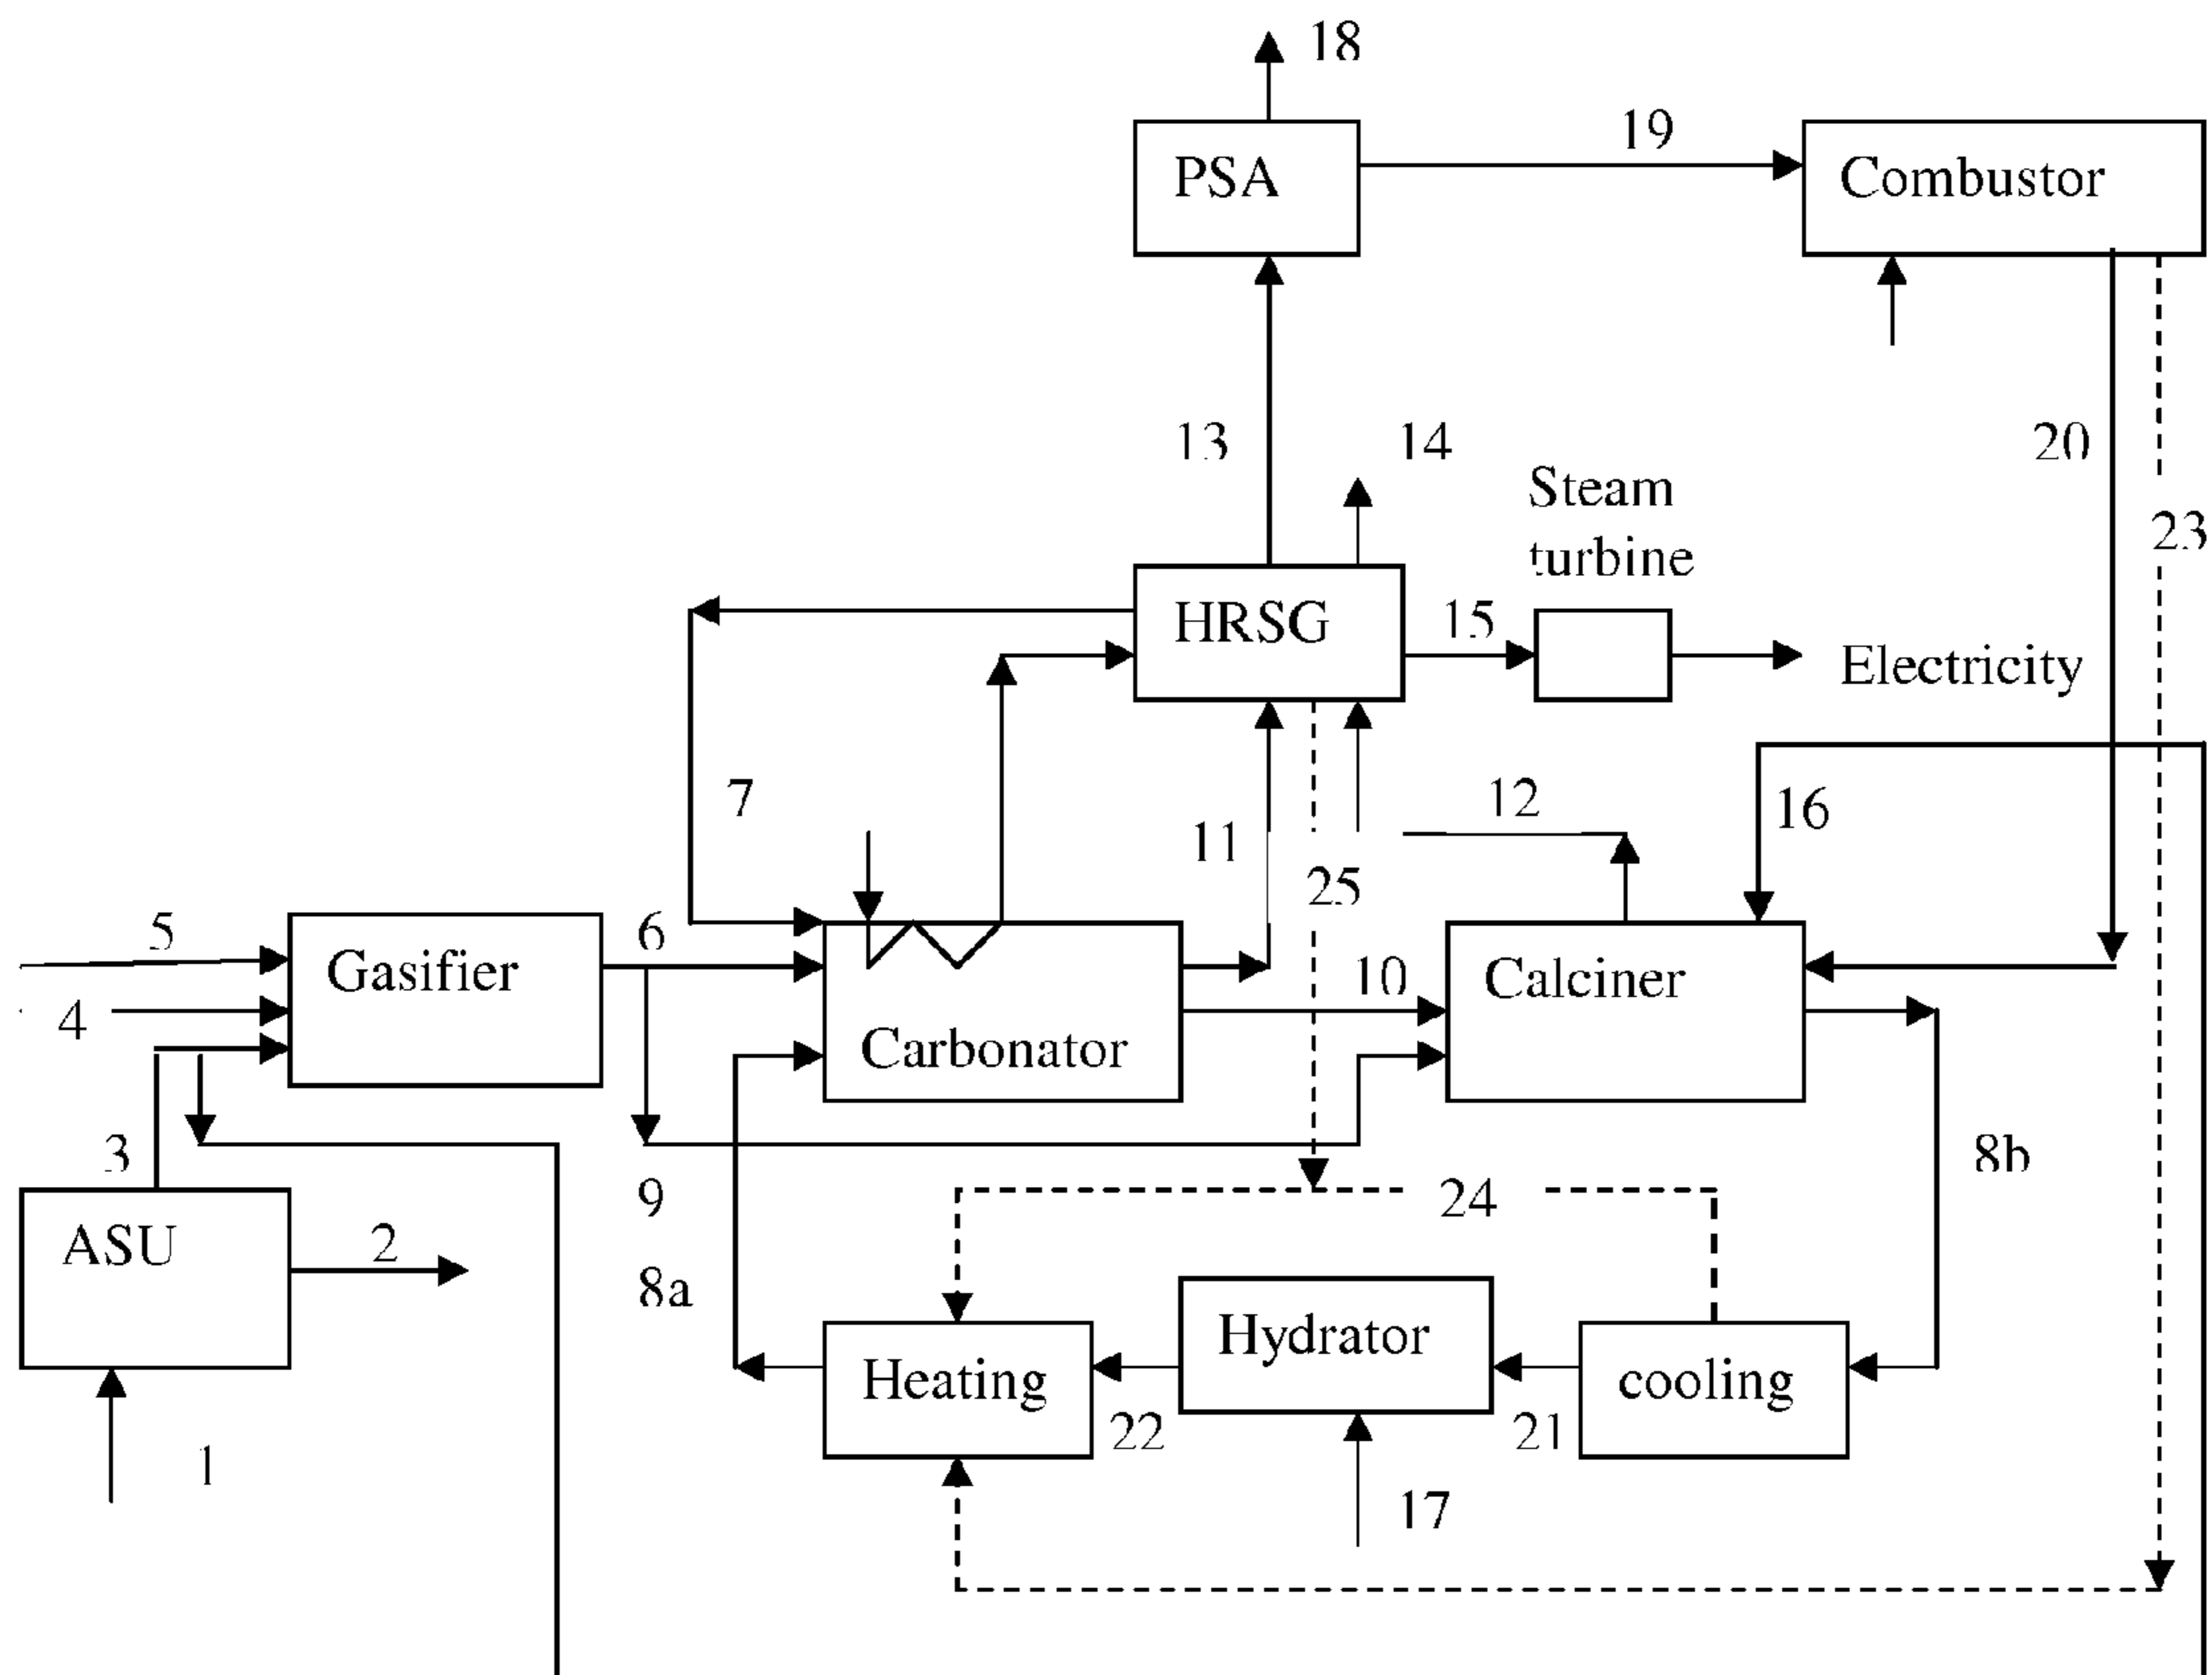 18
19
PSA
Combustor
13
14
20
Steam
turbine
23
HRSG
15
Electricity
7
12
16
11
25
5
6
Gasifier
10
Calciner
4
Carbonator
3
8b
9
24
ASU
2
8a
Hydrator
Heating
cooling
22
21
1
17